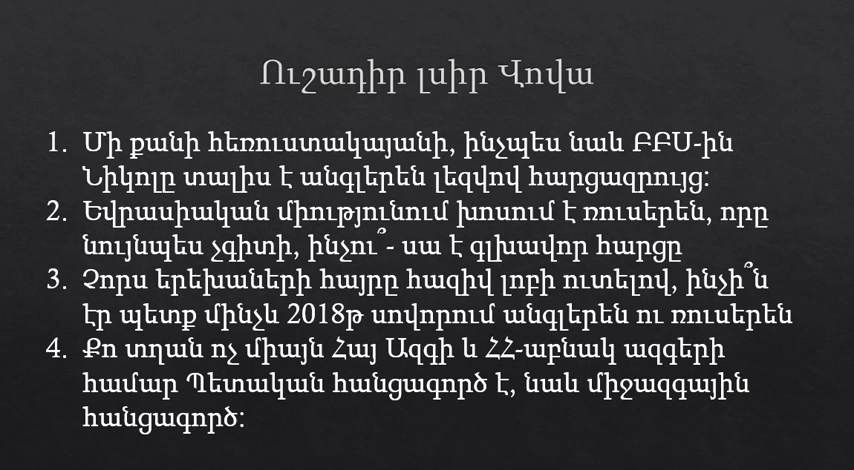 Ուշադիր լսիր Վովա
1. Մի քանի հեռուստակայանի, ինչպես նաև ԲԲՍ-ին
Նիկոլը տալիս է անգլերեն լեզվով հարցազրույց:
2. Եվրասիական միությունում խոսում է ռուսերեն, որը
նույնպես չգիտի, ինչու՞- սա է գլխավոր հարցը
3. Չորս երեխաների հայրը հազիվ լոբի ուտելով, ինչի՞ն
էր պետք մինչև 2018թ սովորում անգլերեն ու ռուսերեն
4. Քո տղան ոչ միայն Հայ Ազգի և ՀՀ-աբնակ ազգերի
համար Պետական հանցագործ է, նաև միջազգային
հանցագործ: